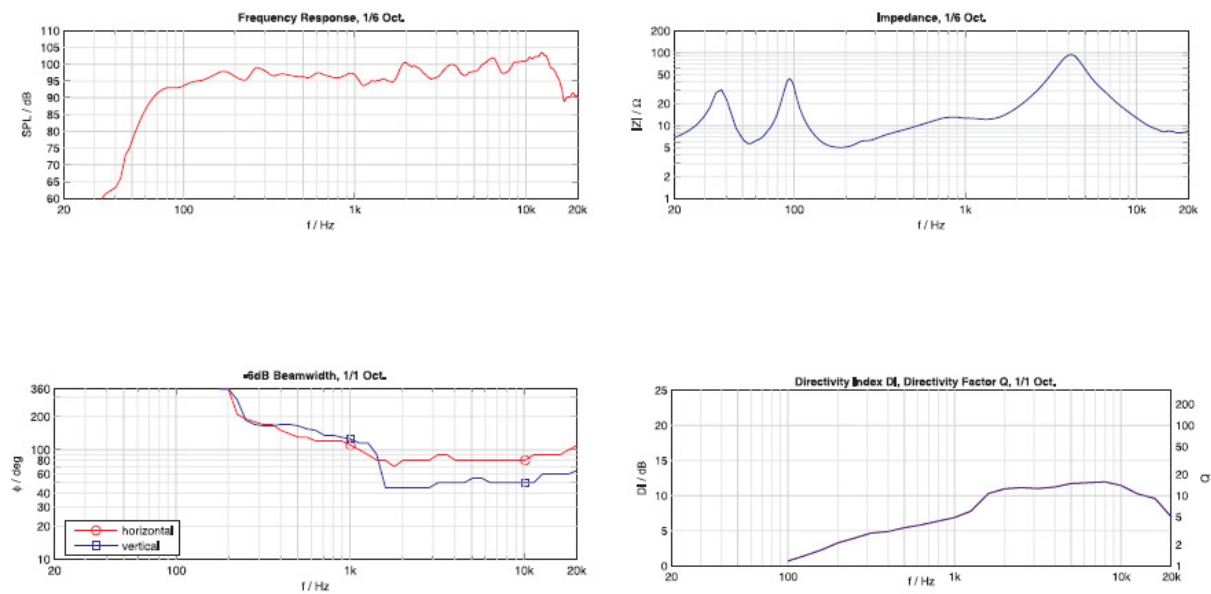 Frequency Response, 1/6 Oct.
110
105
100
95
90
85
80
75
70
65
60
SPL / dB
20
100
1k
10k
20k
f / Hz
Impedance, 1/6 Oct.
200
100
50
20
10
5
2
1
|Z| / Ω
20
100
1k
10k
20k
f / Hz
-6dB Beamwidth, 1/1 Oct.
360
200
100
80
60
40
30
20
10
ϕ / deg
horizontal
vertical
20
100
1k
10k
20k
f / Hz
Directivity Index DI, Directivity Factor Q, 1/1 Oct.
25
20
15
10
5
0
DI / dB
200
100
50
20
10
5
2
1
Q
20
100
1k
10k
20k
f / Hz